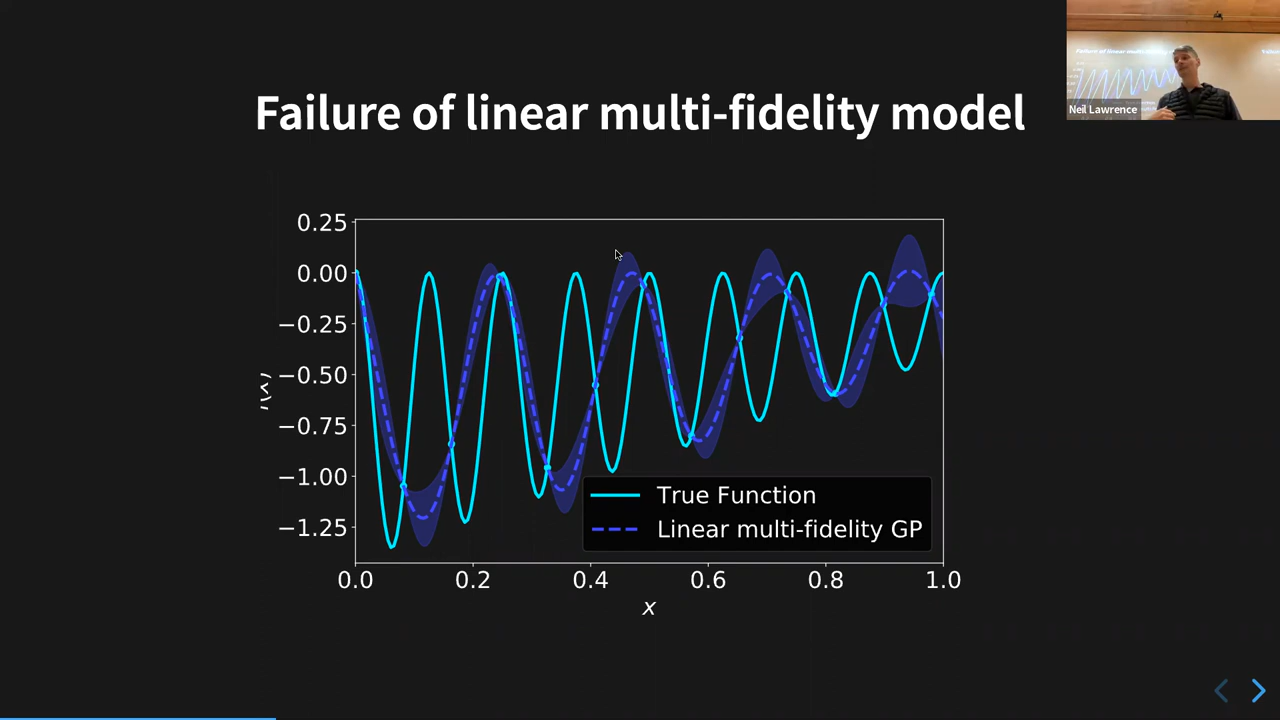 Failure of linear multi-fidelity model
Neil Lawrence
0.25
0.00
−0.25
−0.50
−0.75
−1.00
−1.25
True Function
Linear multi-fidelity GP
0.0 0.2 0.4 0.6 0.8 1.0
x